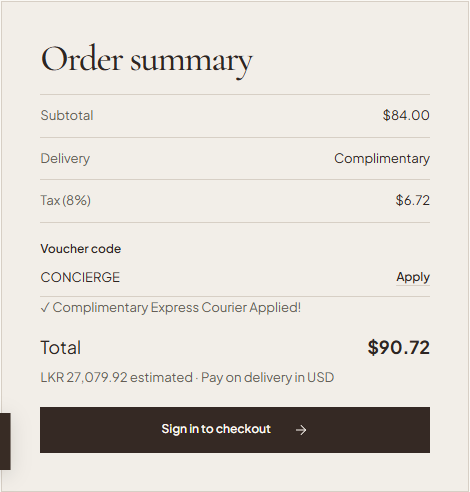 Order summary
Subtotal $84.00
Delivery Complimentary
Tax (8%) $6.72
Voucher code
CONCIERGE Apply
✓ Complimentary Express Courier Applied!
Total $90.72
LKR 27,079.92 estimated · Pay on delivery in USD
Sign in to checkout →